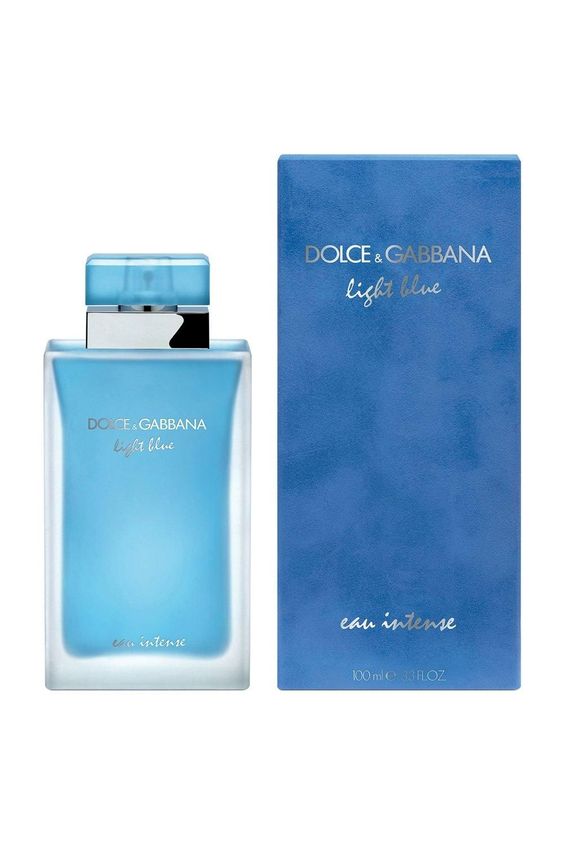 DOLCE & GABBANA
light blue
eau intense
DOLCE & GABBANA
light blue
eau intense
100 ml ℮ 3.3 FL.OZ.